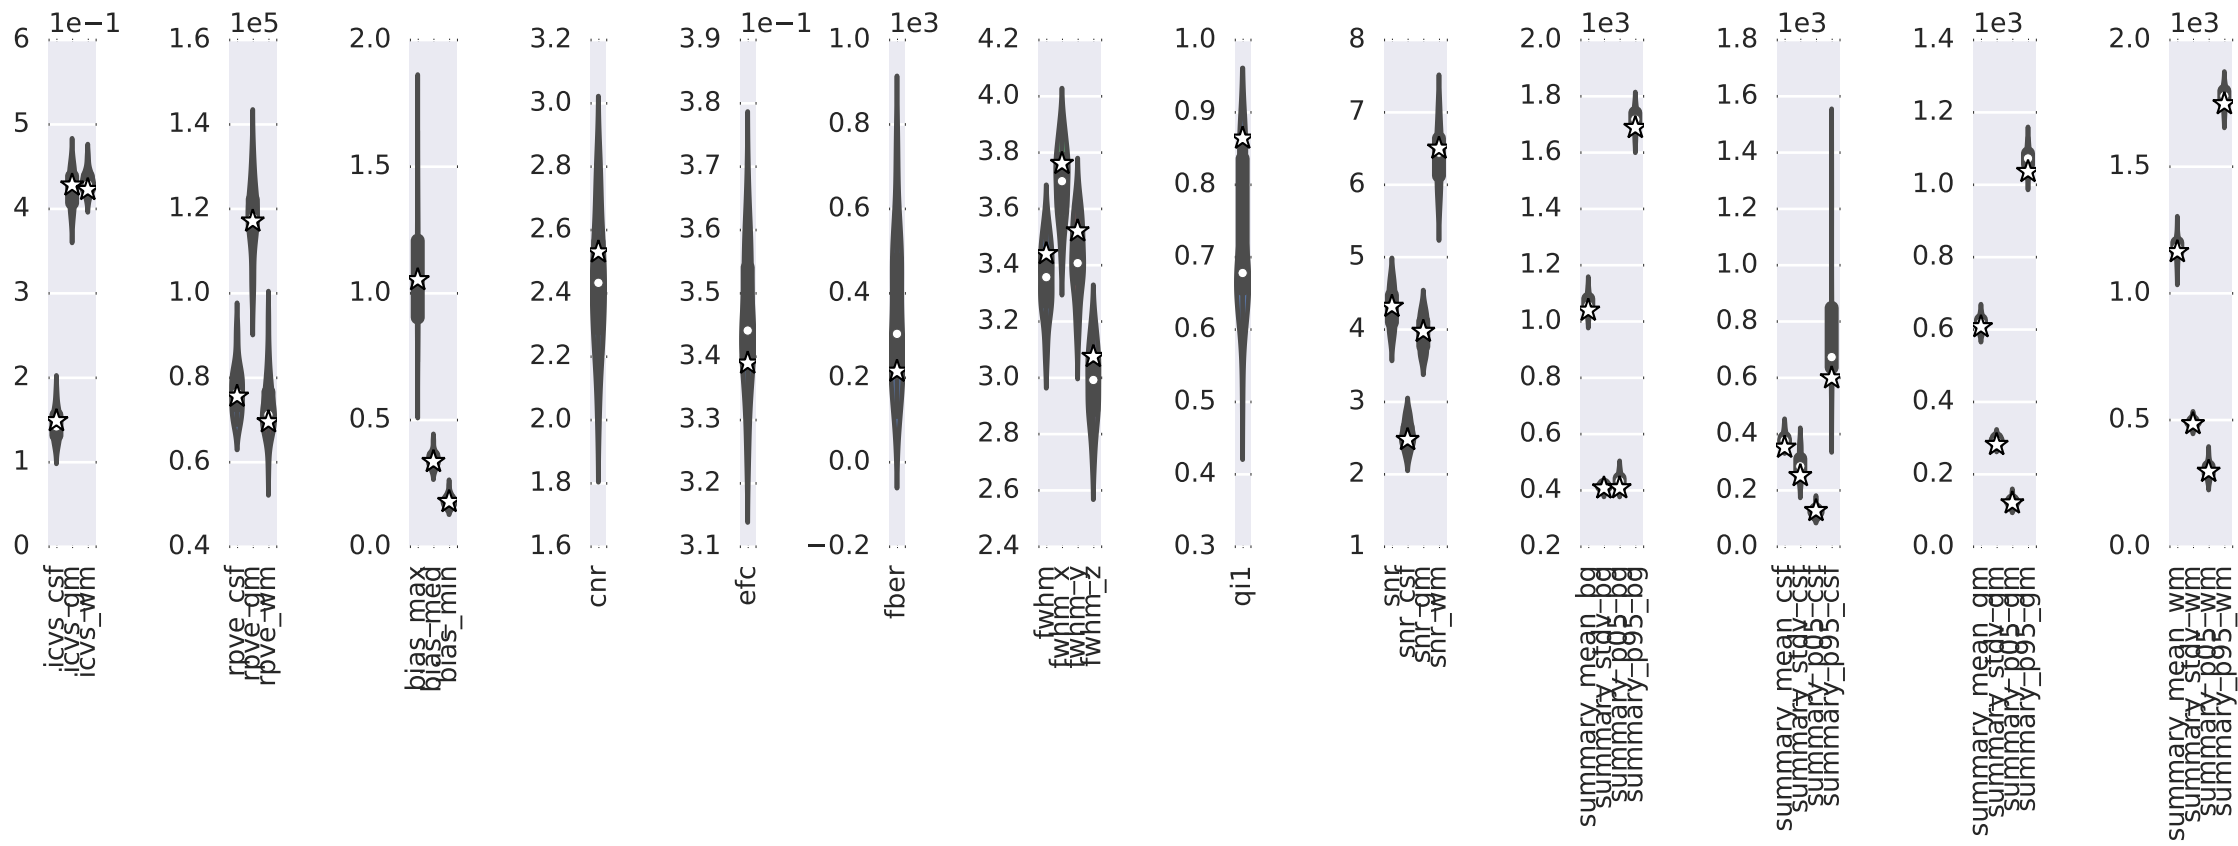 1e−1
6
5
4
3
2
1
0
icvs_csf
icvs_gm
icvs_wm
1e5
1.6
1.4
1.2
1.0
0.8
0.6
0.4
rpve_csf
rpve_gm
rpve_wm
2.0
1.5
1.0
0.5
0.0
bias_max
bias_med
bias_min
3.2
3.0
2.8
2.6
2.4
2.2
2.0
1.8
1.6
cnr
1e−1
3.9
3.8
3.7
3.6
3.5
3.4
3.3
3.2
3.1
efc
1e3
1.0
0.8
0.6
0.4
0.2
0.0
−0.2
fber
4.2
4.0
3.8
3.6
3.4
3.2
3.0
2.8
2.6
2.4
fwhm
fwhm_x
fwhm_y
fwhm_z
1.0
0.9
0.8
0.7
0.6
0.5
0.4
0.3
qi1
8
7
6
5
4
3
2
1
snr
snr_csf
snr_gm
snr_wm
1e3
2.0
1.8
1.6
1.4
1.2
1.0
0.8
0.6
0.4
0.2
summary_mean_bg
summary_stdv_bg
summary_p05_bg
summary_p95_bg
1e3
1.8
1.6
1.4
1.2
1.0
0.8
0.6
0.4
0.2
0.0
summary_mean_csf
summary_stdv_csf
summary_p05_csf
summary_p95_csf
1e3
1.4
1.2
1.0
0.8
0.6
0.4
0.2
0.0
summary_mean_gm
summary_stdv_gm
summary_p05_gm
summary_p95_gm
1e3
2.0
1.5
1.0
0.5
0.0
summary_mean_wm
summary_stdv_wm
summary_p05_wm
summary_p95_wm